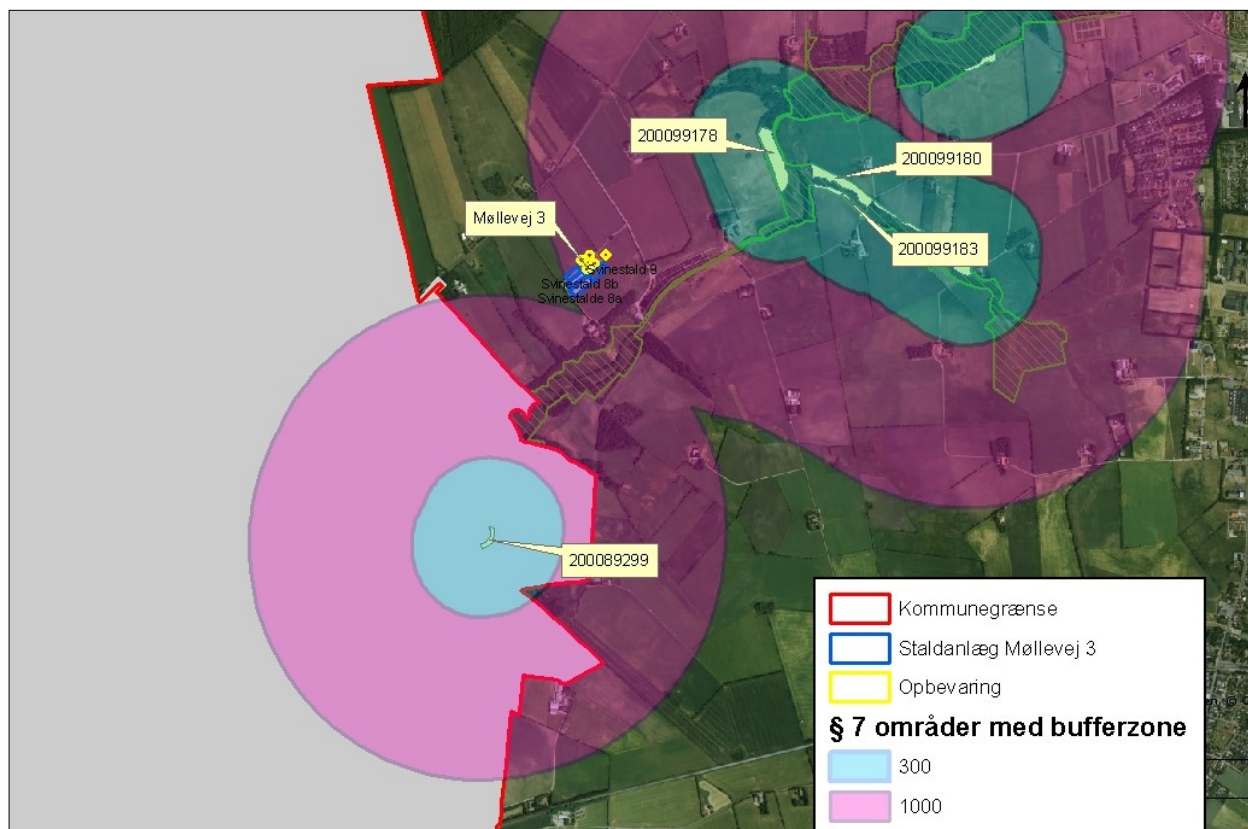 200099178
200099180
Møllevej 3
200099183
Svinestald 9
Svinestald 8b
Svinestalde 8a
200089299
Kommunegrænse
Staldanlæg Møllevej 3
Opbevaring
§ 7 områder med bufferzone
300
1000